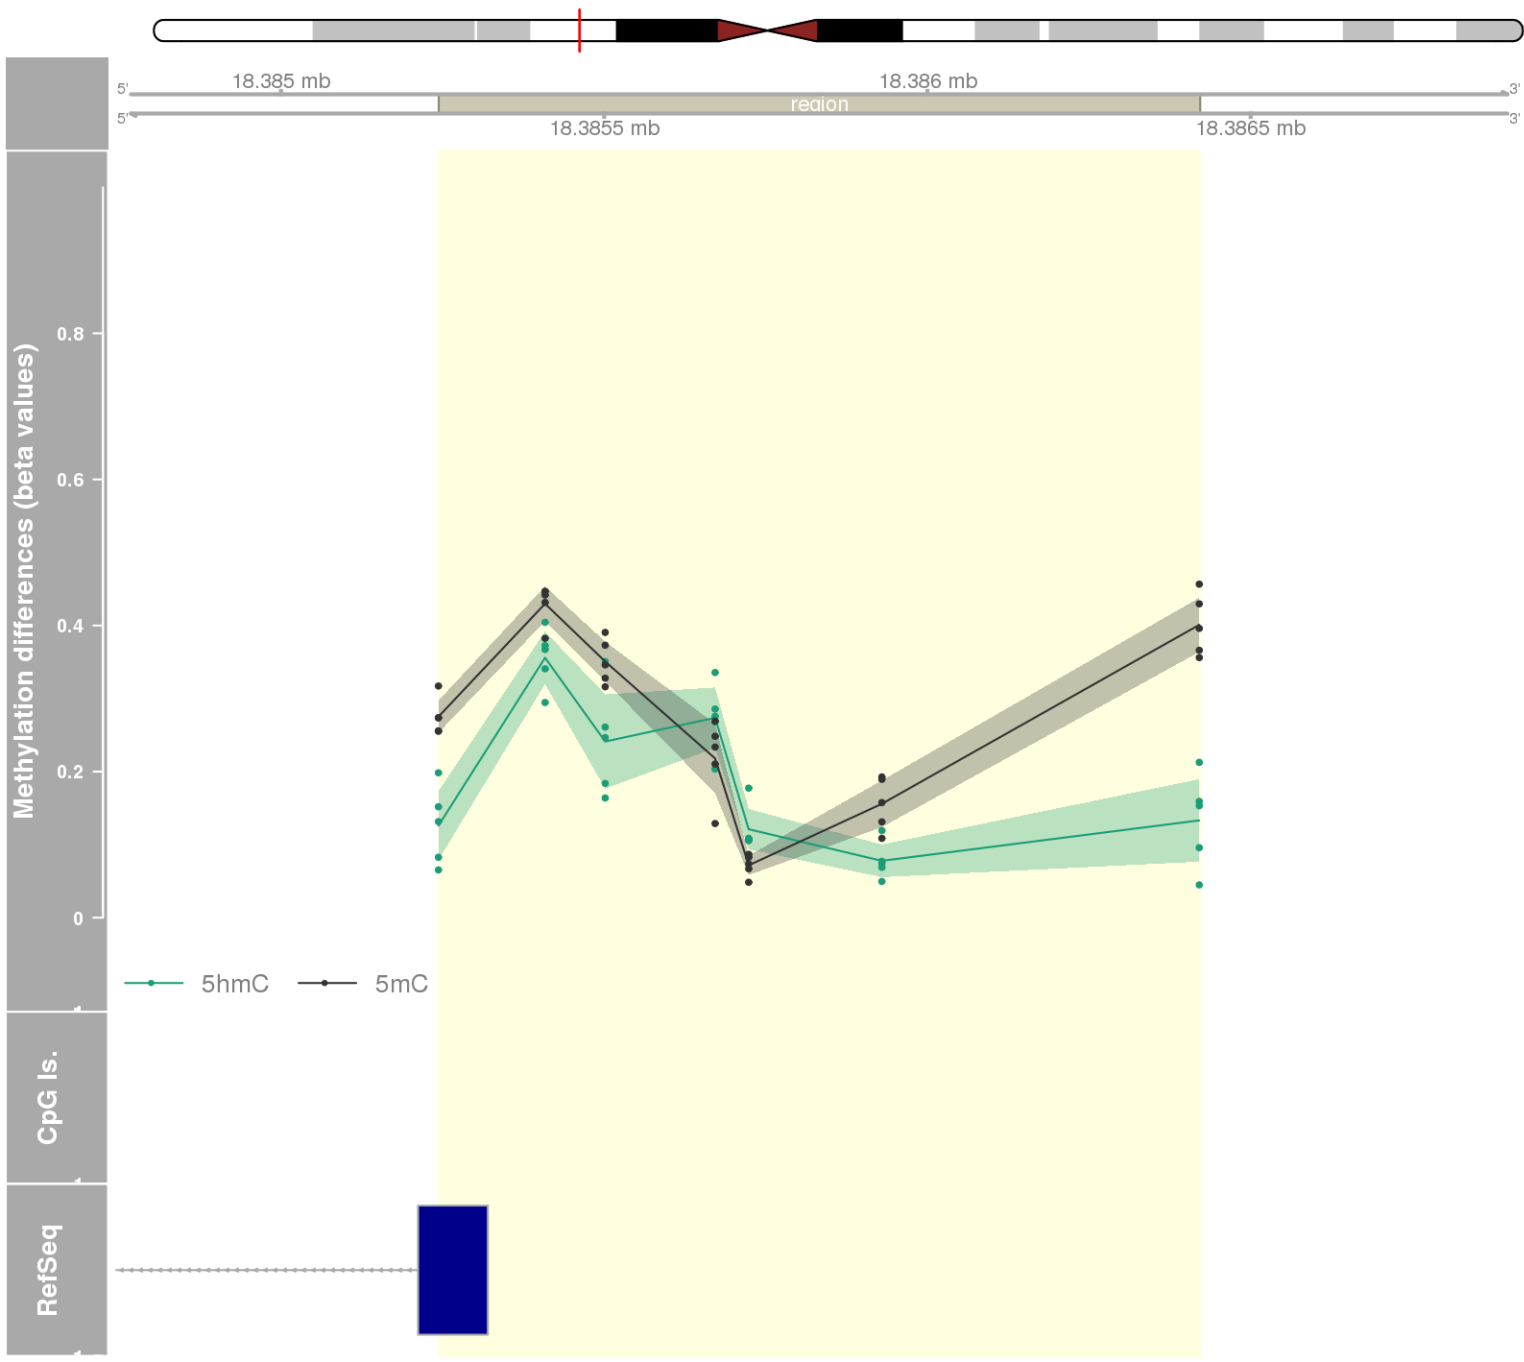 18.385 mb
18.386 mb
5'
3'
region
5'
3'
18.3855 mb
18.3865 mb
Methylation differences (beta values)
0.8
0.6
0.4
0.2
0
5hmC
5mC
CpG Is.
RefSeq